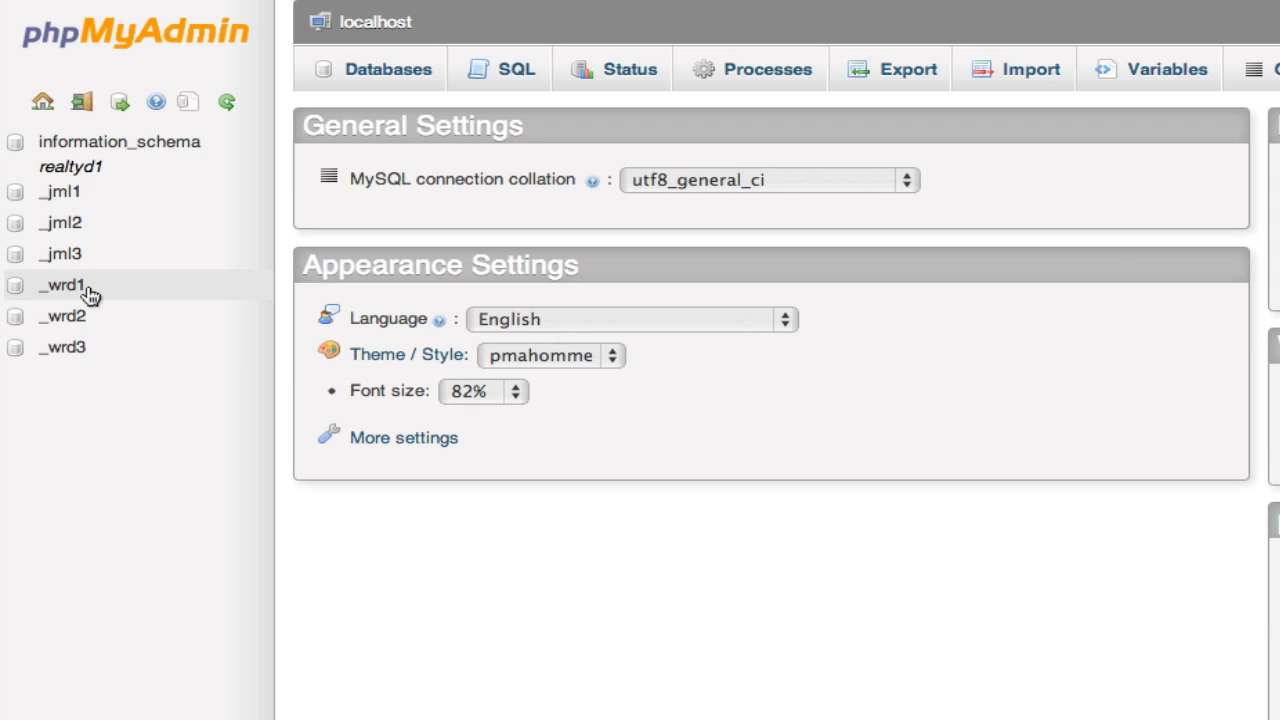 phpMyAdmin
information_schema
realtyd1
_jml1
_jml2
_jml3
_wrd1
_wrd2
_wrd3
localhost
Databases SQL Status Processes Export Import Variables
General Settings
MySQL connection collation : utf8_general_ci
Appearance Settings
Language : English
Theme / Style: pmahomme
• Font size: 82%
More settings